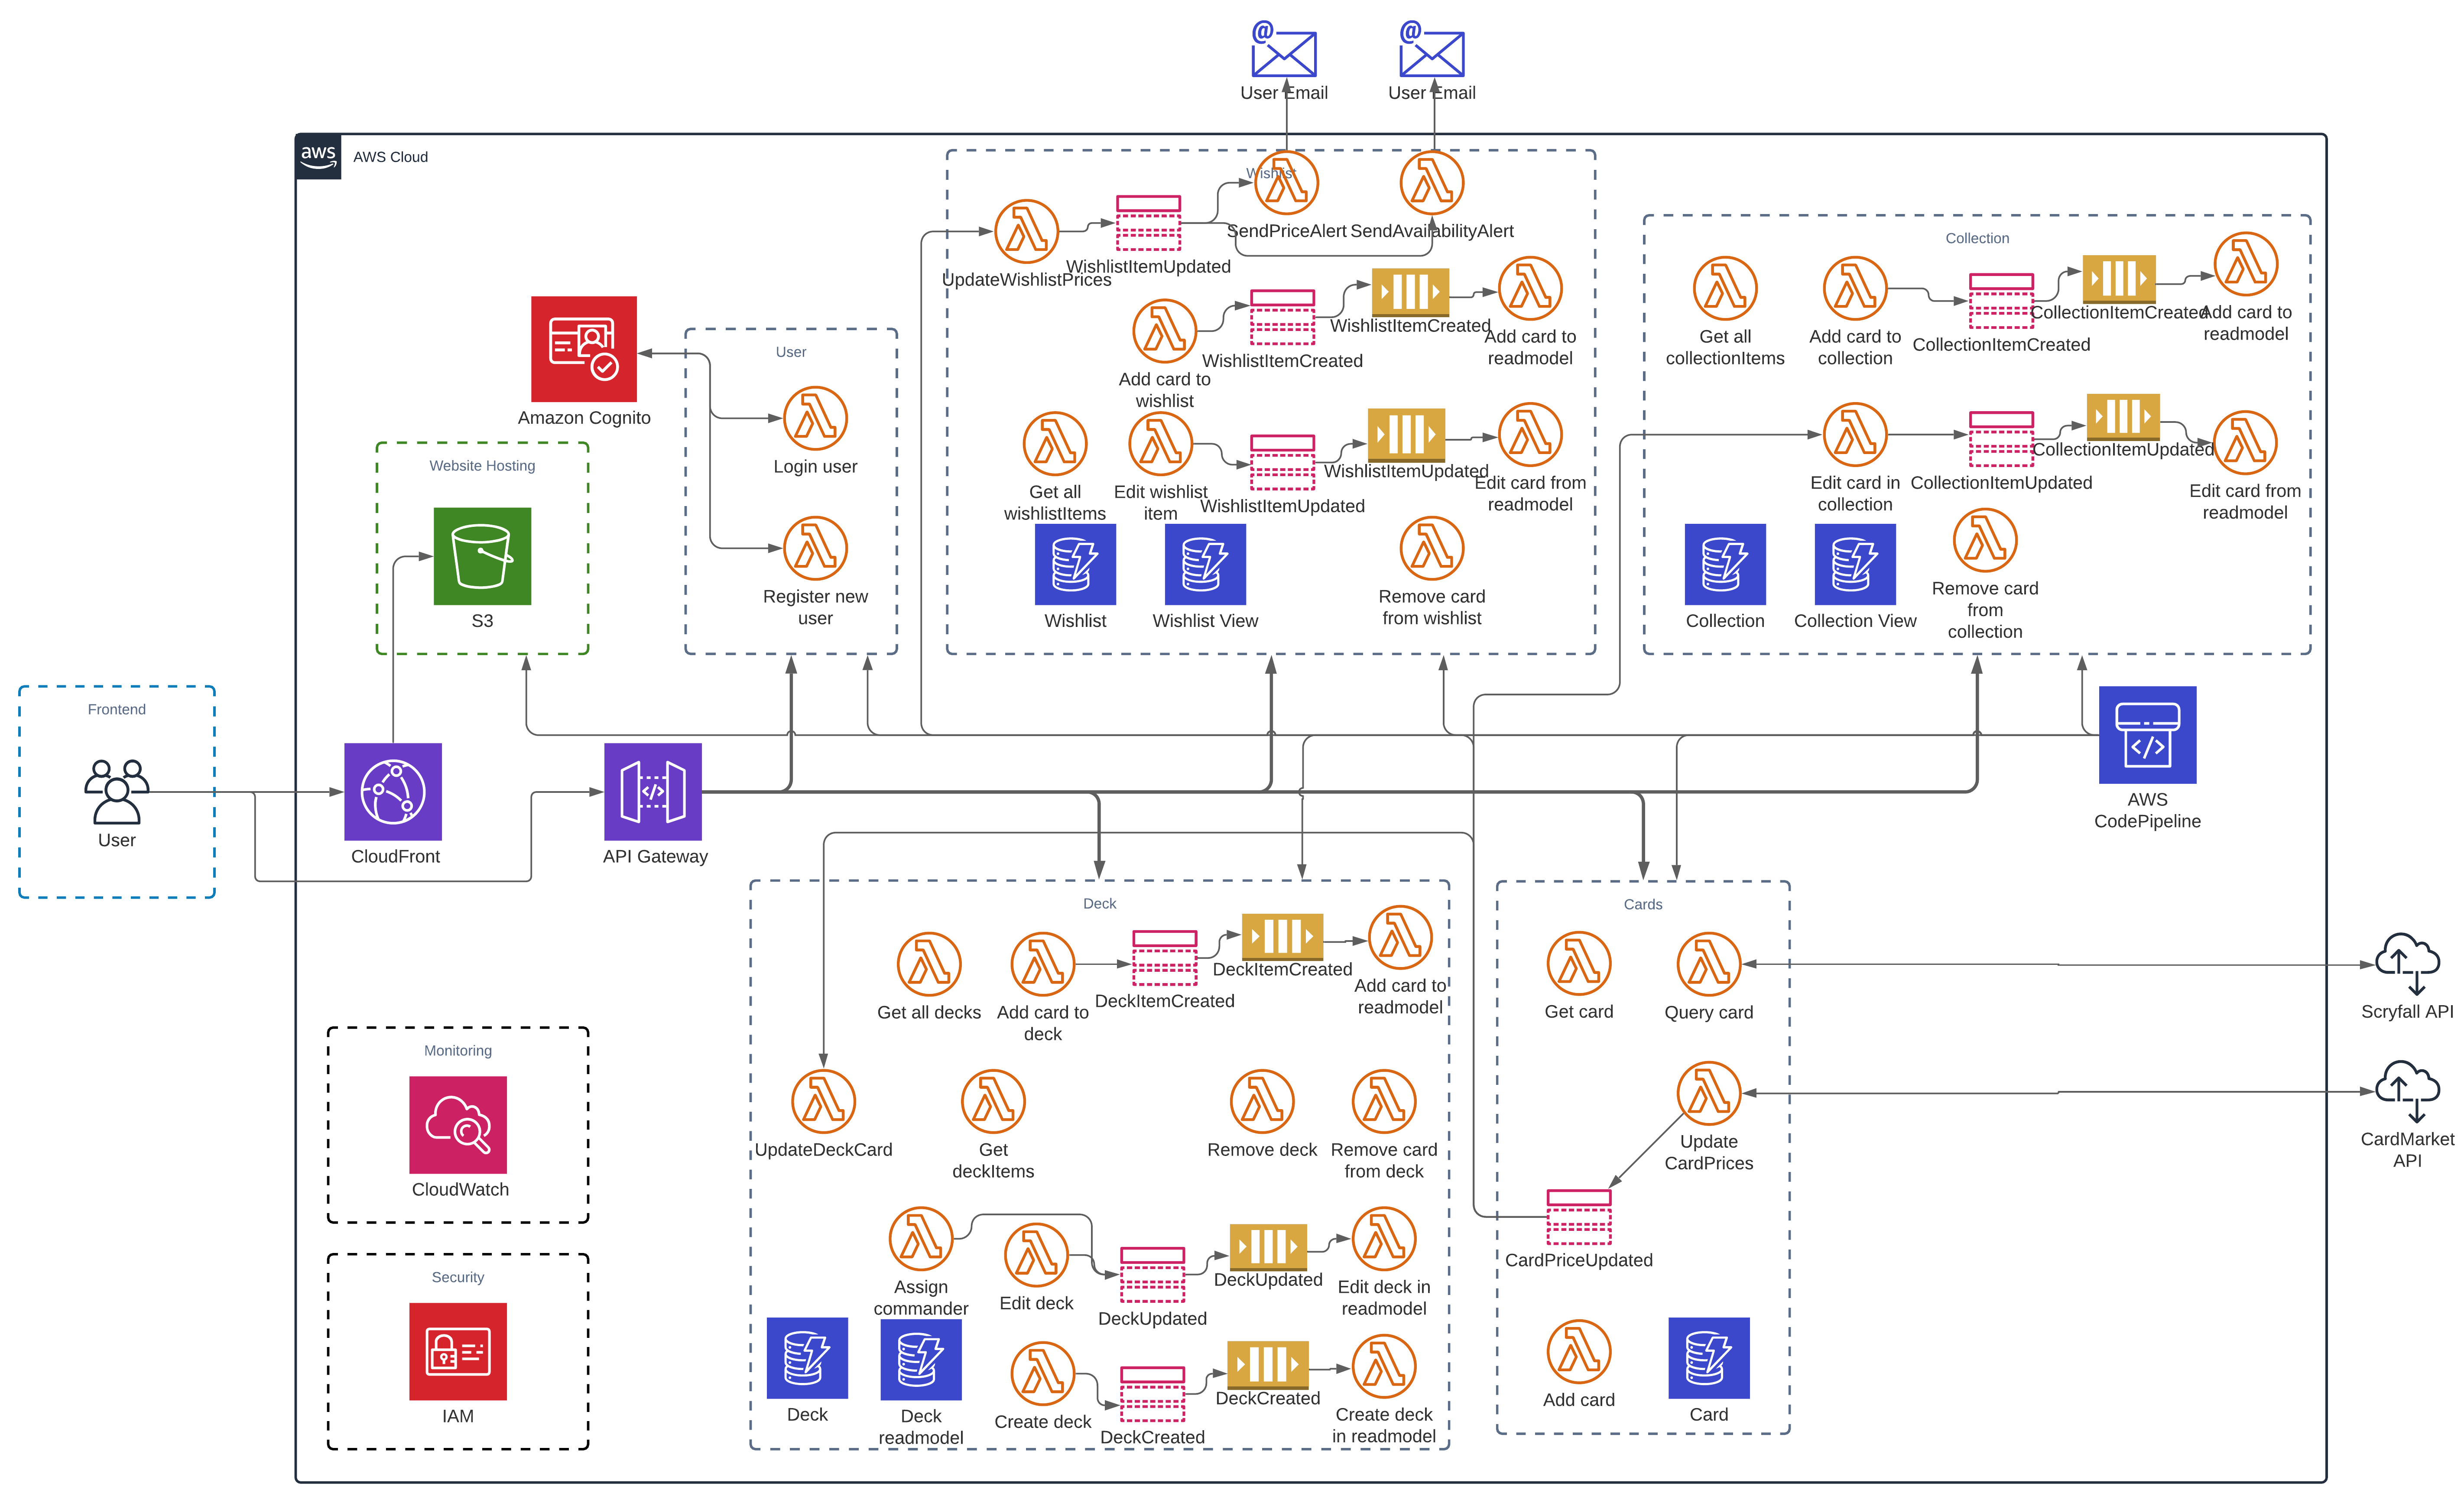 @
@
User Email
User Email
aws
AWS Cloud
Wishlist
SendPriceAlert
SendAvailabilityAlert
UpdateWishlistPrices
WishlistItemUpdated
Add card to
wishlist
WishlistItemCreated
WishlistItemCreated
Add card to
readmodel
Get all
wishlistItems
Edit wishlist
item
WishlistItemUpdated
WishlistItemUpdated
Edit card from
readmodel
Wishlist
Wishlist View
Remove card
from wishlist
Collection
Get all
collectionItems
Add card to
collection
CollectionItemCreated
CollectionItemCreated
Add card to
readmodel
Edit card in
collection
CollectionItemUpdated
CollectionItemUpdated
Edit card from
readmodel
Collection
Collection View
Remove card
from
collection
Amazon Cognito
User
Login user
Register new
user
Website Hosting
S3
Frontend
User
CloudFront
API Gateway
AWS
CodePipeline
Deck
Get all decks
Add card to
deck
DeckItemCreated
DeckItemCreated
Add card to
readmodel
UpdateDeckCard
Get
deckItems
Remove deck
Remove card
from deck
Assign
commander
Edit deck
DeckUpdated
DeckUpdated
Edit deck in
readmodel
Deck
Deck
readmodel
Create deck
DeckCreated
DeckCreated
Create deck
in readmodel
Cards
Get card
Query card
Update
CardPrices
CardPriceUpdated
Add card
Card
Scryfall API
CardMarket
API
Monitoring
CloudWatch
Security
IAM